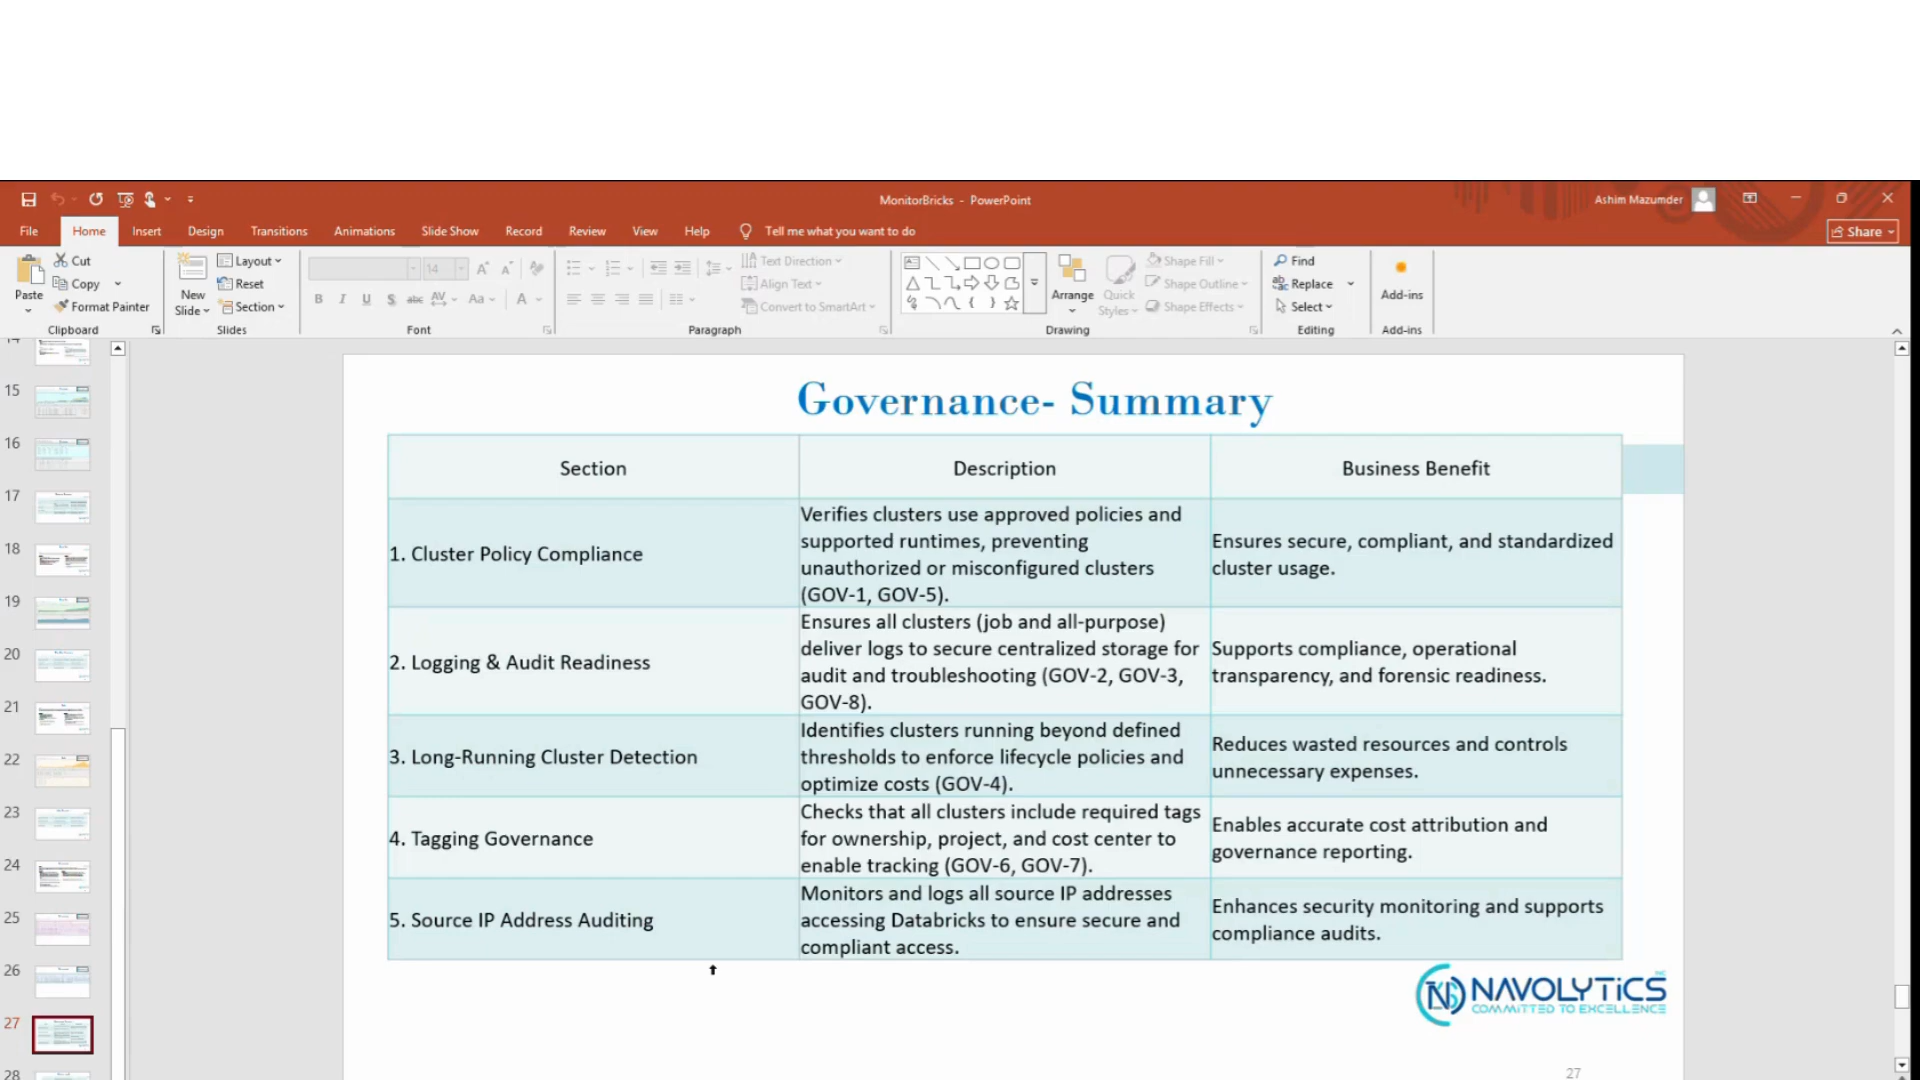 MonitorBricks - PowerPoint
Ashim Mazumder
File Home Insert Design Transitions Animations Slide Show Record Review View Help Tell me what you want to do
Share
Paste
Cut
Copy
Format Painter
Clipboard
New
Slide
Layout
Reset
Section
Slides
14
B I U S abc AV Aa A
Font
Text Direction
Align Text
Convert to SmartArt
Paragraph
Arrange
Quick
Styles
Shape Fill
Shape Outline
Shape Effects
Drawing
Find
Replace
Select
Editing
Add-ins
Add-ins
14
15
16
17
18
19
20
21
22
23
24
25
26
27
28
Governance- Summary
Section
Description
Business Benefit
1. Cluster Policy Compliance
Verifies clusters use approved policies and
supported runtimes, preventing
unauthorized or misconfigured clusters
(GOV-1, GOV-5).
Ensures secure, compliant, and standardized
cluster usage.
2. Logging & Audit Readiness
Ensures all clusters (job and all-purpose)
deliver logs to secure centralized storage for
audit and troubleshooting (GOV-2, GOV-3,
GOV-8).
Supports compliance, operational
transparency, and forensic readiness.
3. Long-Running Cluster Detection
Identifies clusters running beyond defined
thresholds to enforce lifecycle policies and
optimize costs (GOV-4).
Reduces wasted resources and controls
unnecessary expenses.
4. Tagging Governance
Checks that all clusters include required tags
for ownership, project, and cost center to
enable tracking (GOV-6, GOV-7).
Enables accurate cost attribution and
governance reporting.
5. Source IP Address Auditing
Monitors and logs all source IP addresses
accessing Databricks to ensure secure and
compliant access.
Enhances security monitoring and supports
compliance audits.
NAVOLYTICS
COMMITTED TO EXCELLENCE
27